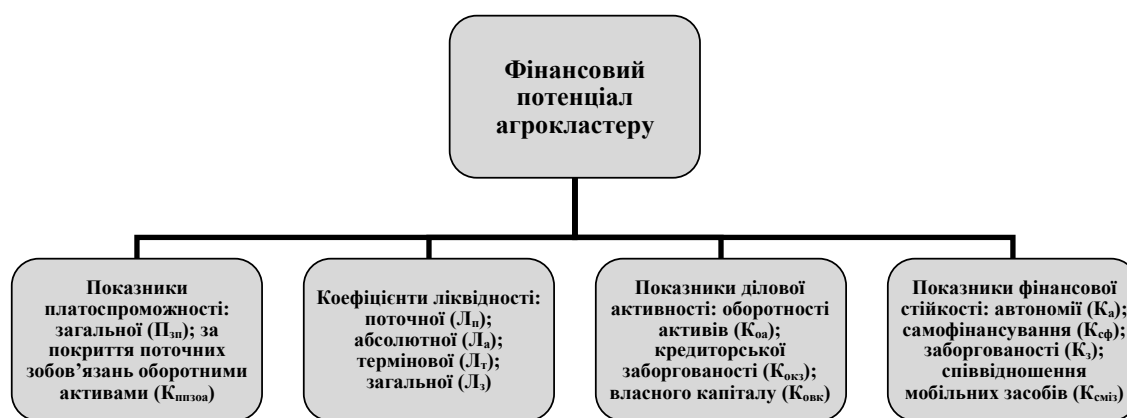 Фінансовий
потенціал
агрокластеру
Показники
платоспроможності:
загальної (Пзп); за
покриття поточних
зобов’язань оборотними
активами (Кппзоа)
Коефіцієнти ліквідності:
поточної (Лп);
абсолютної (Ла);
термінової (Лт);
загальної (Лз)
Показники ділової
активності: оборотності
активів (Коа);
кредиторської
заборгованості (Кокз);
власного капіталу (Ковк)
Показники фінансової
стійкості: автономії (Ка);
самофінансування (Ксф);
заборгованості (Кз);
співвідношення
мобільних засобів (Ксміз)